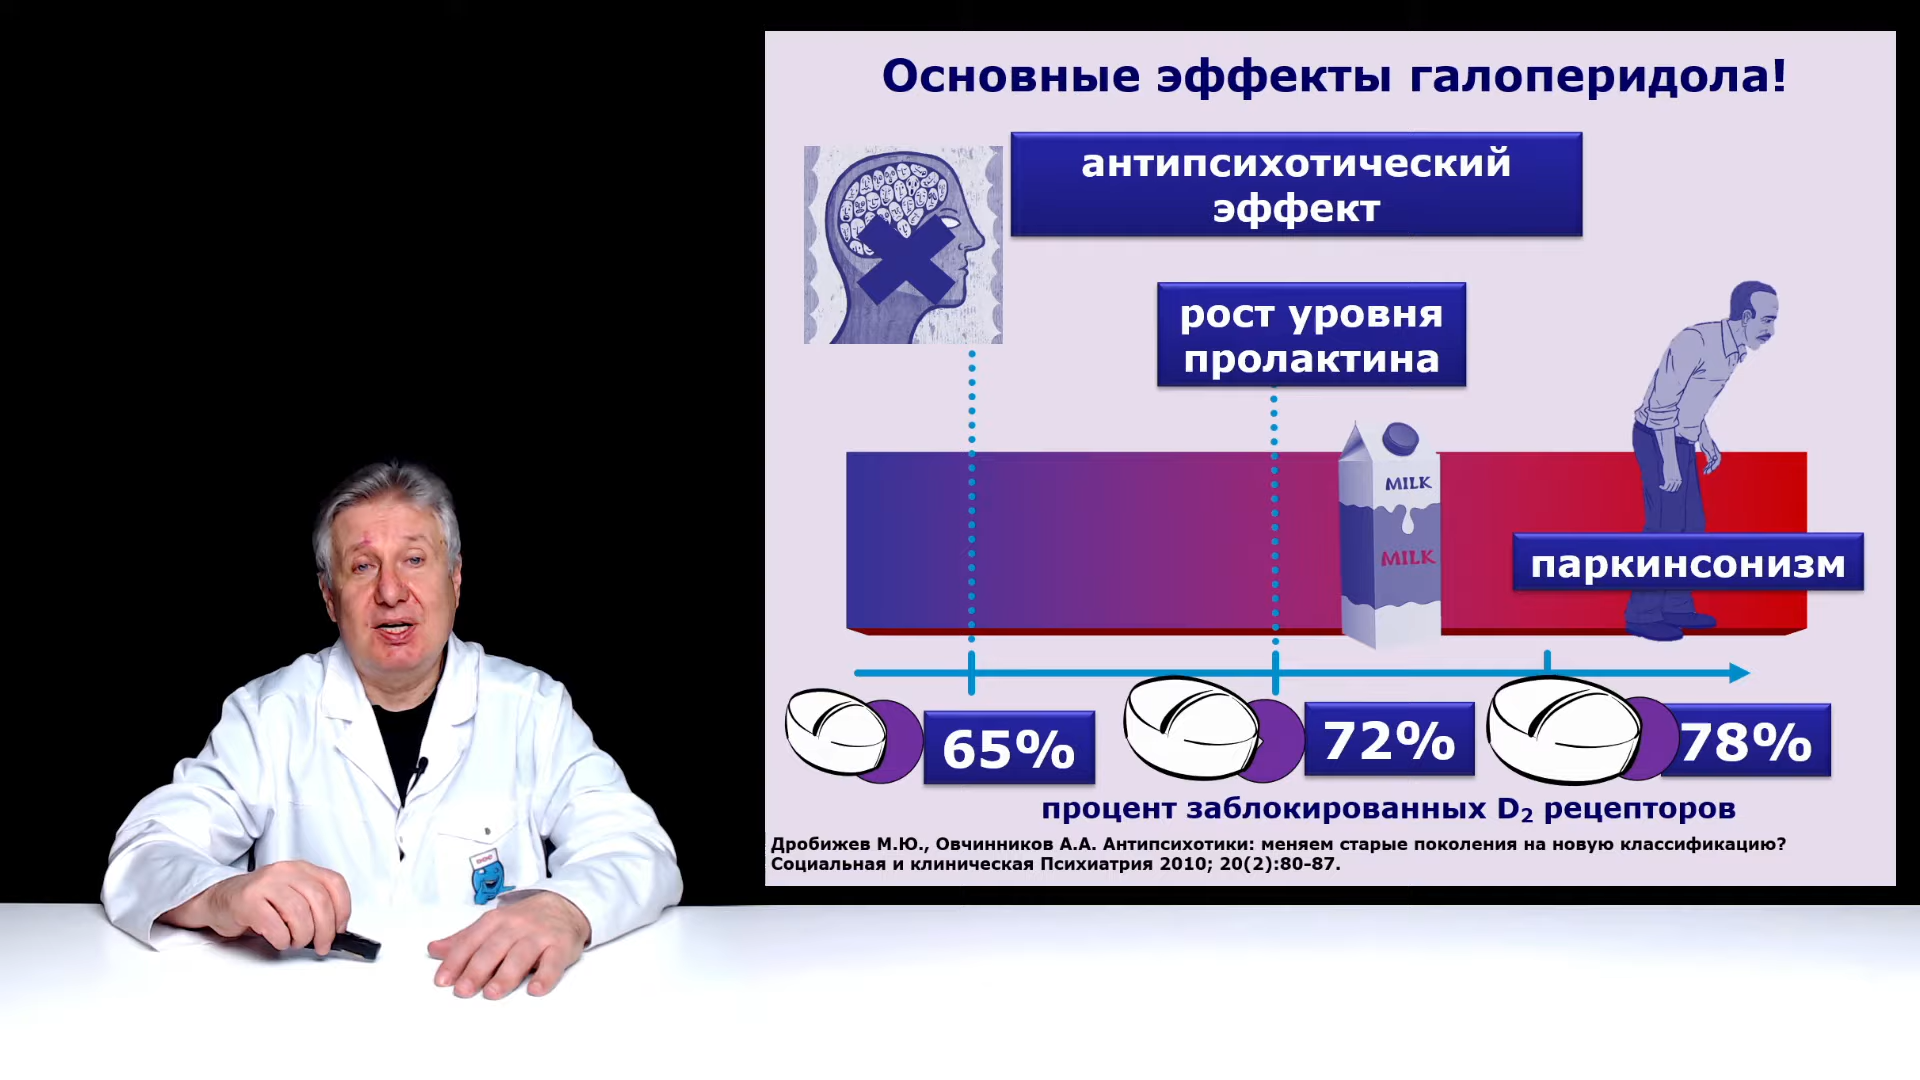 Основные эффекты галоперидола!
антипсихотический
эффект
рост уровня
пролактина
MILK
MILK
паркинсонизм
65%
72%
78%
процент заблокированных D₂ рецепторов
Дробижев М.Ю., Овчинников А.А. Антипсихотики: меняем старые поколения на новую классификацию?
Социальная и клиническая Психиатрия 2010; 20(2):80-87.